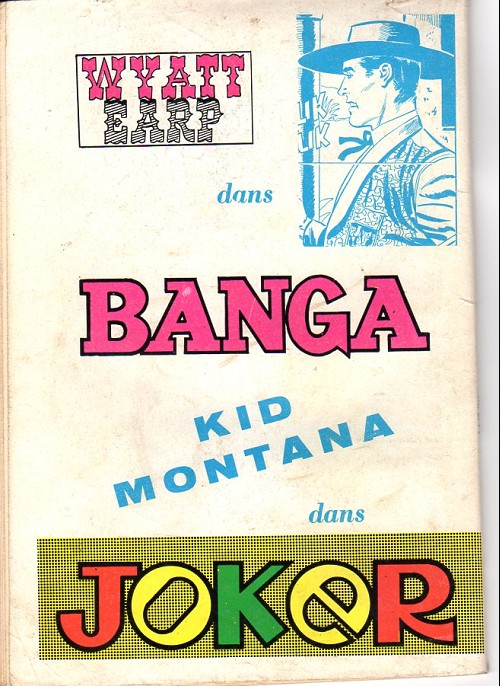 WYATT
EARP
dans
BANGA
KID
MONTANA
dans
JOKeR